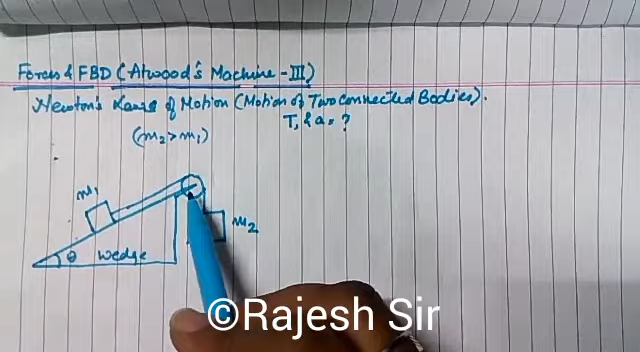 Forces & FBD (Atwood's Machine - III)
Newton's Laws of Motion (Motion of Two Connected Bodies).
T, & a = ?
(m₂ > m₁)
m₁
m₂
θ wedge
©Rajesh Sir